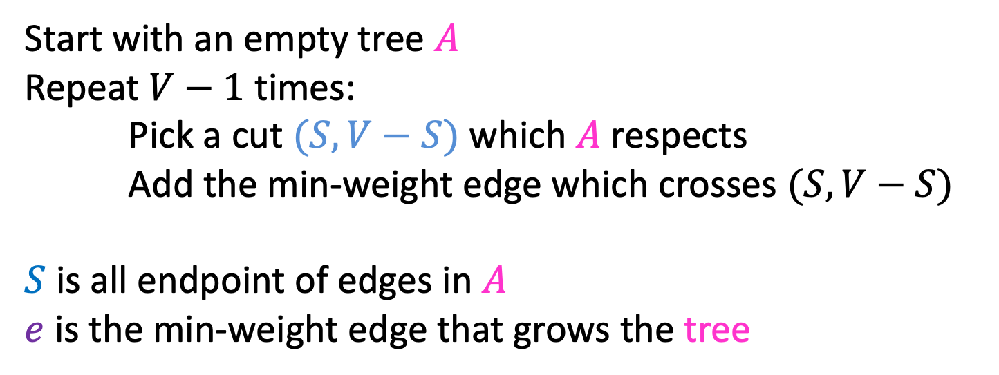 Start with an empty tree A
Repeat V − 1 times:
Pick a cut (S, V − S) which A respects
Add the min-weight edge which crosses (S, V − S)
S is all endpoint of edges in A
e is the min-weight edge that grows the tree